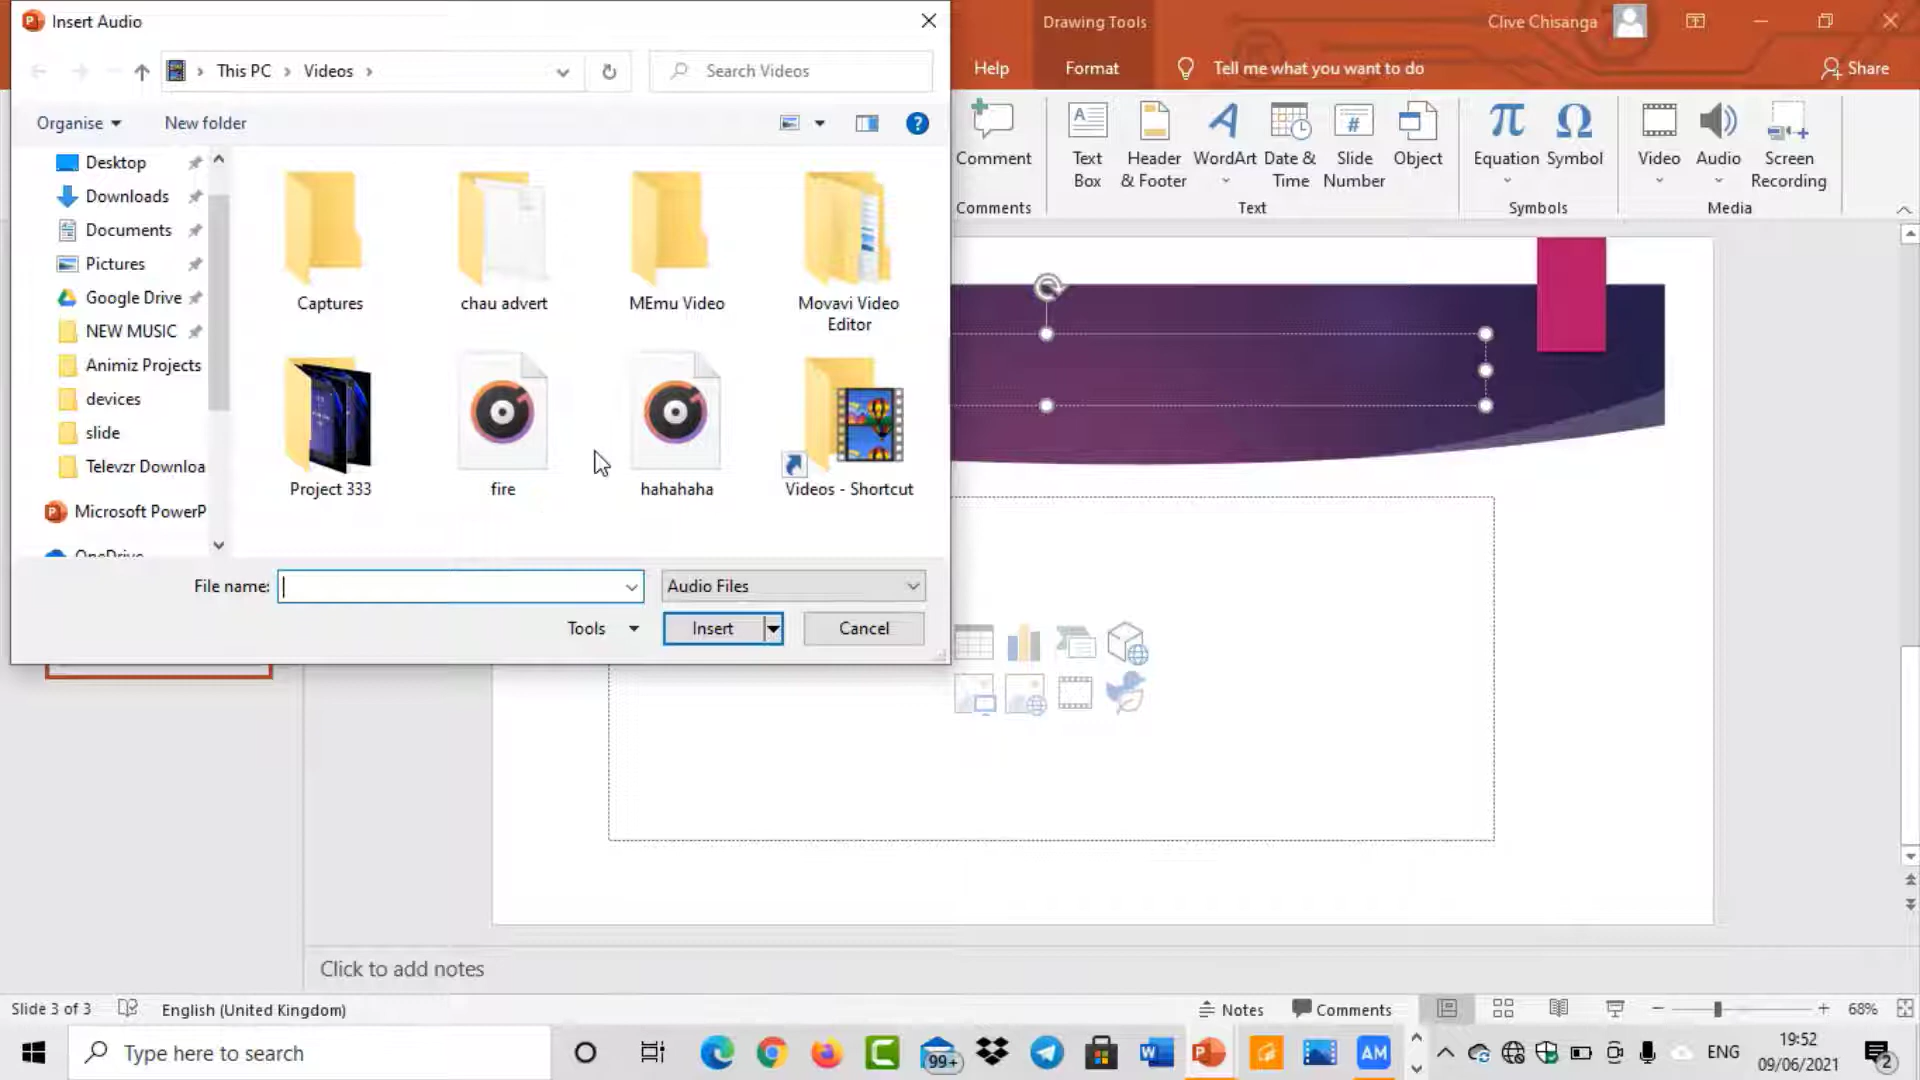 Insert Audio
Drawing Tools
Clive Chisanga
This PC
Videos
Search Videos
Help
Format
Tell me what you want to do
Share
Organise
New folder
Comment
Text
Box
Header
& Footer
WordArt
Date &
Time
Slide
Number
Object
Equation
Symbol
Video
Audio
Screen
Recording
Comments
Text
Symbols
Media
Desktop
Downloads
Documents
Pictures
Google Drive
NEW MUSIC
Animiz Projects
devices
slide
Televzr Downloa
Microsoft PowerP
OneDrive
Captures
chau advert
MEmu Video
Movavi Video
Editor
Project 333
fire
hahahaha
Videos - Shortcut
File name:
Audio Files
Tools
Insert
Cancel
Click to add notes
Slide 3 of 3
English (United Kingdom)
Notes
Comments
68%
Type here to search
99+
AM
ENG
19:52
09/06/2021
2